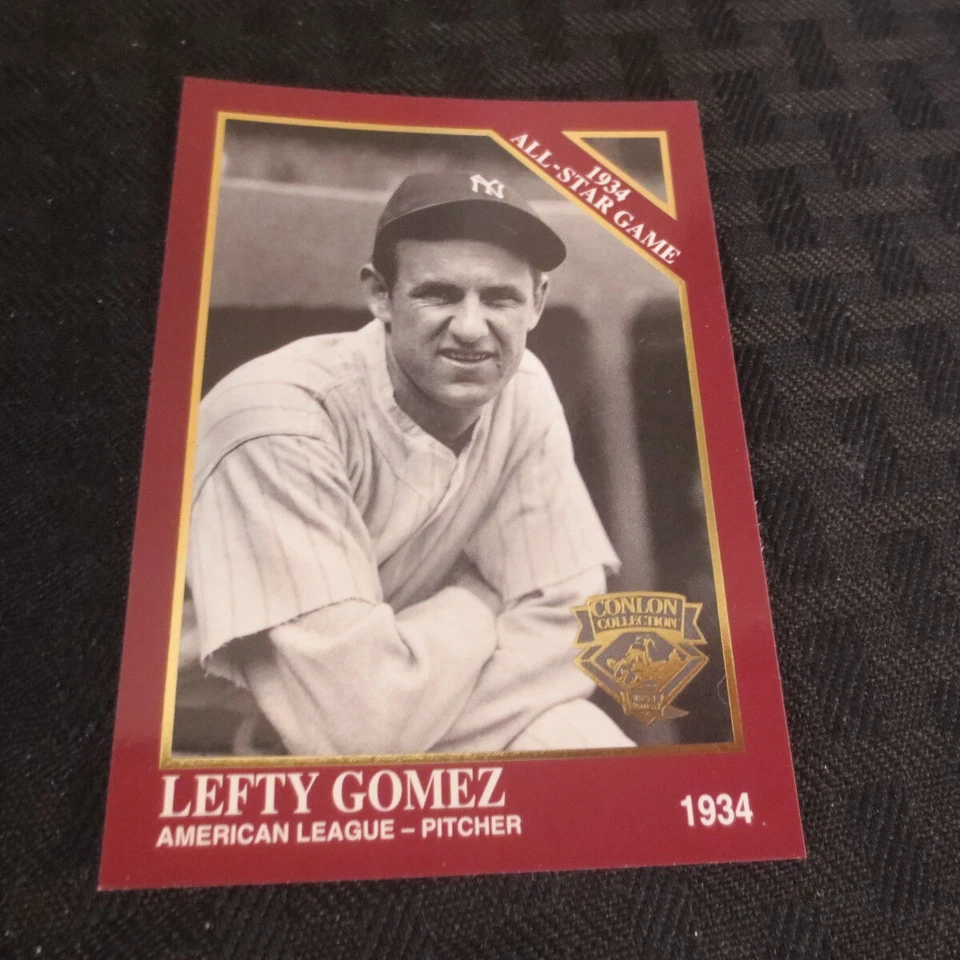 NY
1934
ALL-STAR GAME
CONLON
COLLECTION
LEFTY GOMEZ
AMERICAN LEAGUE – PITCHER
1934